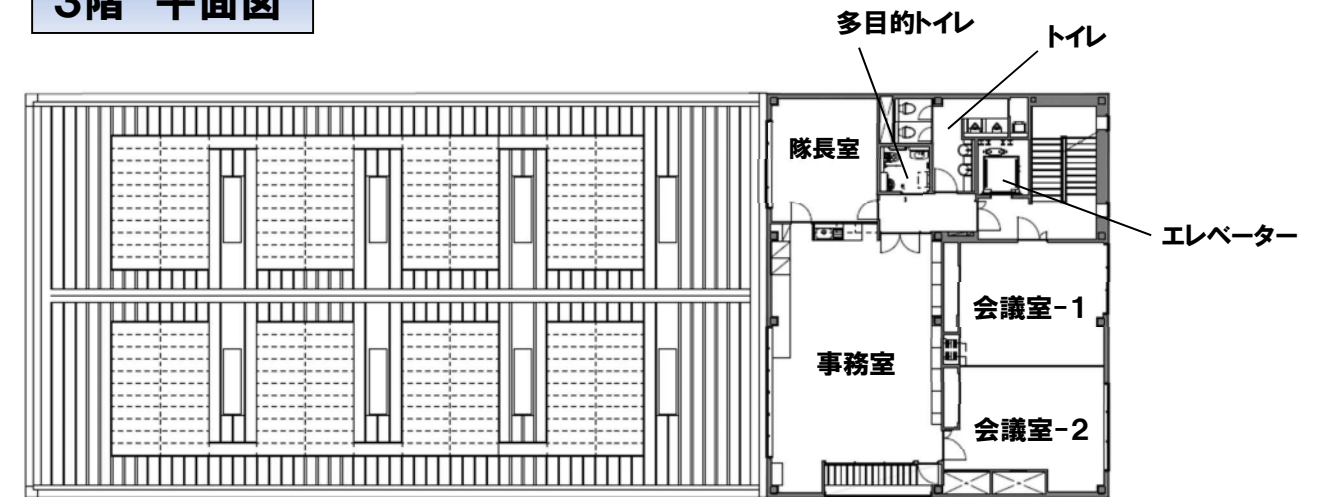 3階 平面図
多目的トイレ
トイレ
隊長室
エレベーター
会議室-1
事務室
会議室-2